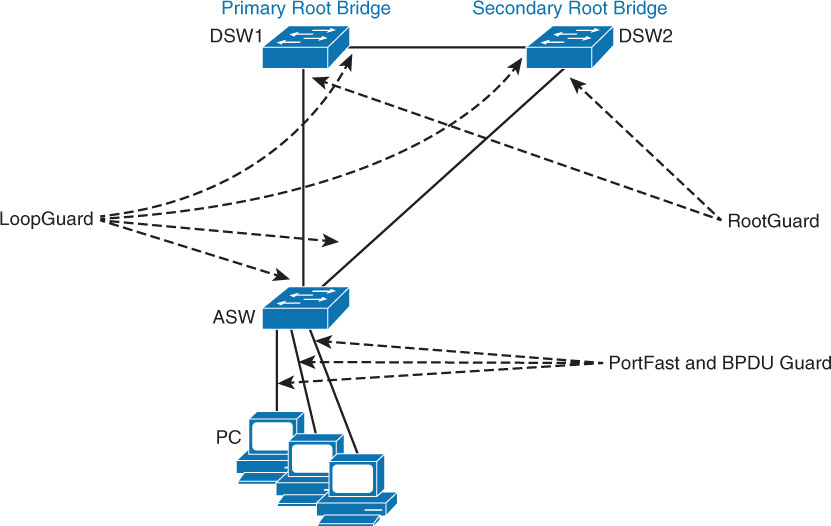 Primary Root Bridge
Secondary Root Bridge
DSW1
DSW2
LoopGuard
RootGuard
ASW
PortFast and BPDU Guard
PC